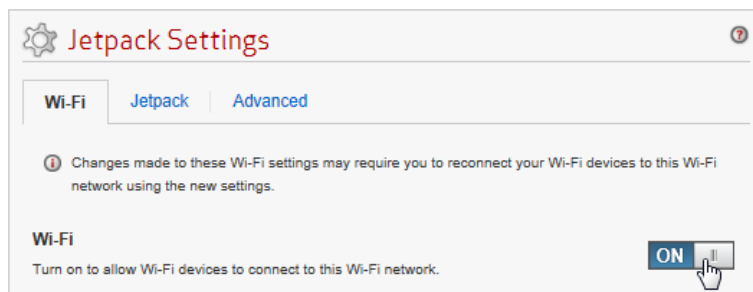 Jetpack Settings
Wi-Fi Jetpack Advanced
Changes made to these Wi-Fi settings may require you to reconnect your Wi-Fi devices to this Wi-Fi
network using the new settings.
Wi-Fi
ON
Turn on to allow Wi-Fi devices to connect to this Wi-Fi network.